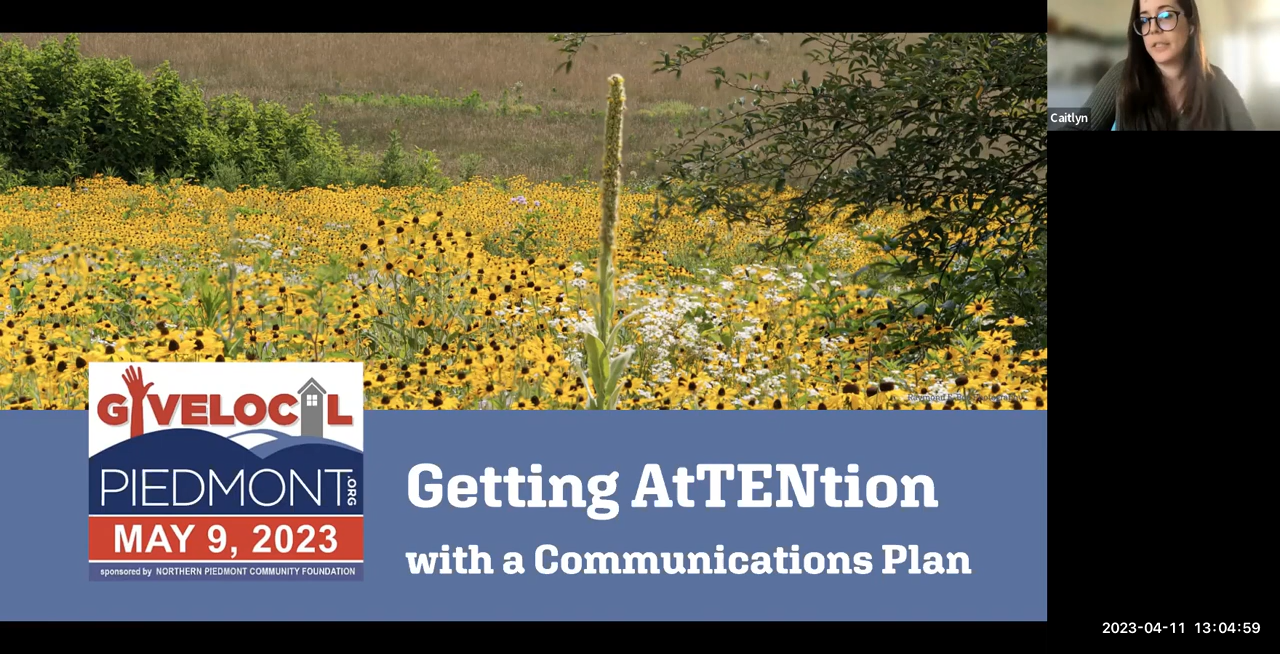 Caitlyn
GIVELOCAL
PIEDMONT.ORG
MAY 9, 2023
sponsored by NORTHERN PIEDMONT COMMUNITY FOUNDATION
Getting AtTENtion
with a Communications Plan
2023-04-11 13:04:59